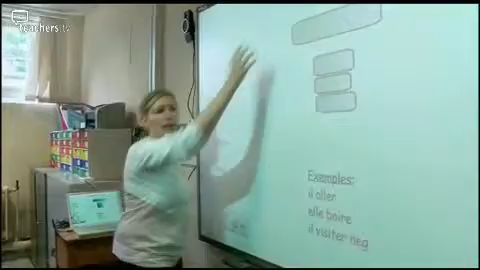 Teachers tv
Examples:
il aller
elle boire
il visiter neg